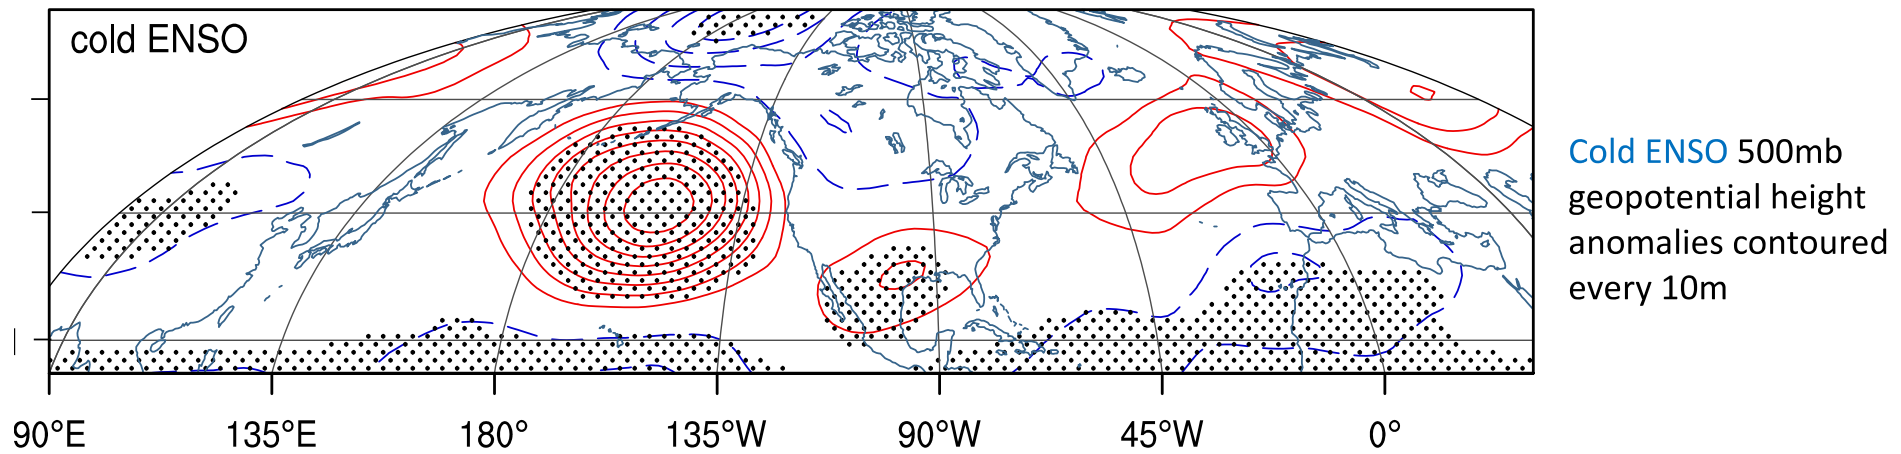 cold ENSO
90°E 135°E 180° 135°W 90°W 45°W 0°
Cold ENSO 500mb
geopotential height
anomalies contoured
every 10m